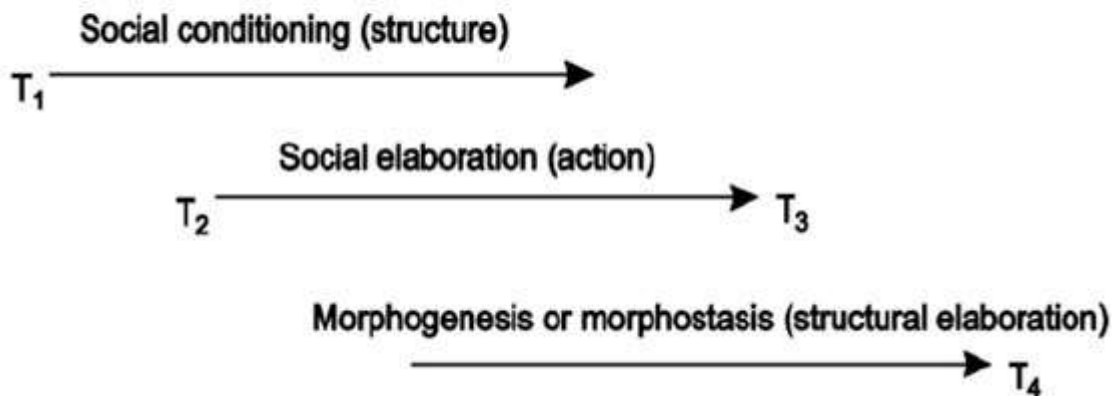 Social conditioning (structure)
T₁
Social elaboration (action)
T₂
T₃
Morphogenesis or morphostasis (structural elaboration)
T₄